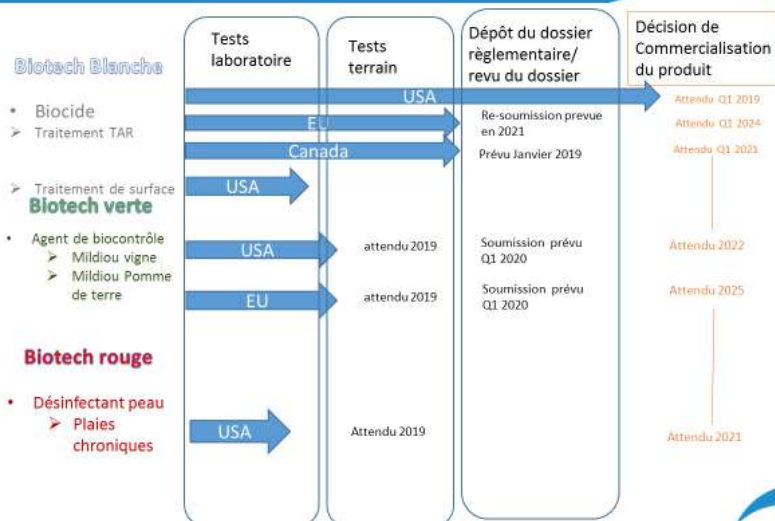 Tests
laboratoire
Tests
terrain
Dépôt du dossier
règlementaire/
revu du dossier
Décision de
Commercialisation
du produit
Biotech Blanche
• Biocide
➢ Traitement TAR
USA
Attendu Q1 2019
EU
Re-soumission prevue
en 2021
Attendu Q1 2024
Canada
Prévu Janvier 2019
Attendu Q1 2021
➢ Traitement de surface
USA
Biotech verte
• Agent de biocontrôle
➢ Mildiou vigne
➢ Mildiou Pomme
de terre
USA
attendu 2019
Soumission prévu
Q1 2020
Attendu 2022
EU
attendu 2019
Soumission prévu
Q1 2020
Attendu 2025
Biotech rouge
• Désinfectant peau
➢ Plaies
chroniques
USA
Attendu 2019
Attendu 2021